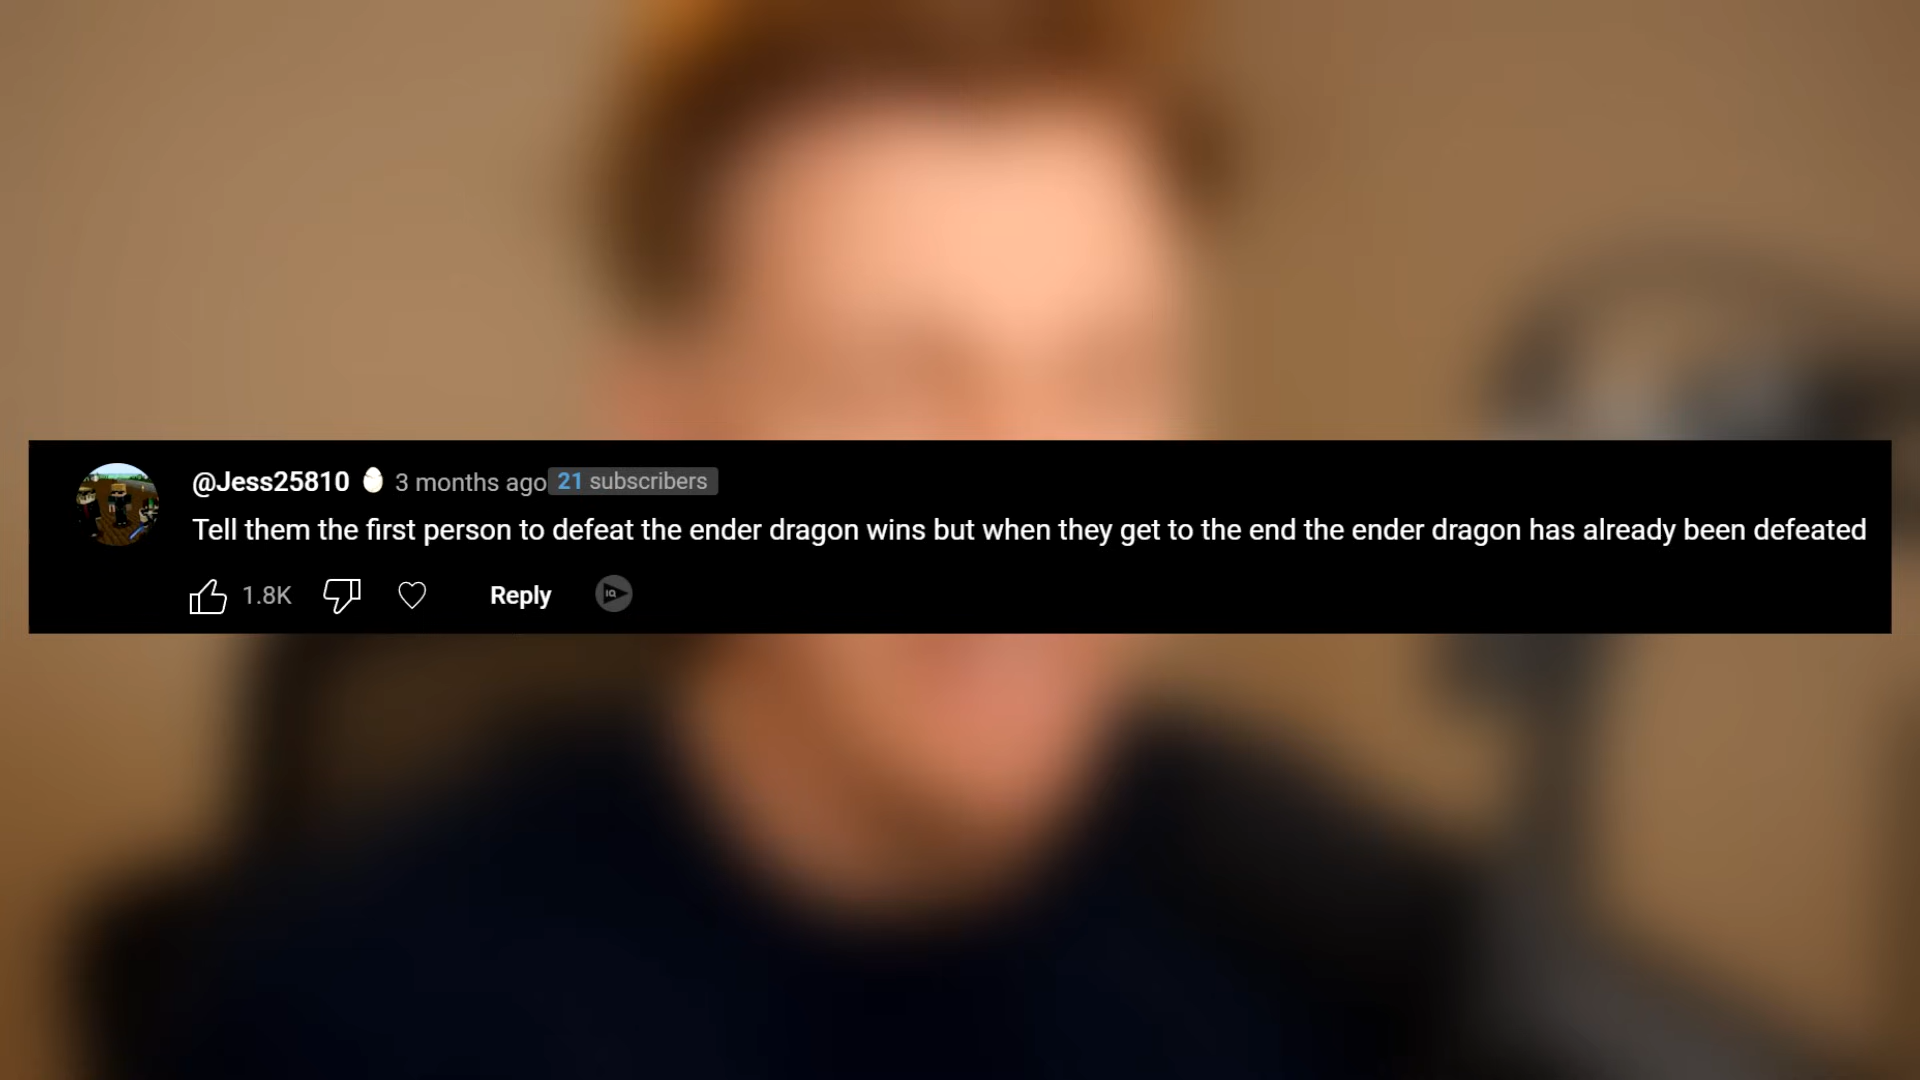 @Jess25810 3 months ago 21 subscribers
Tell them the first person to defeat the ender dragon wins but when they get to the end the ender dragon has already been defeated
1.8K Reply IQ